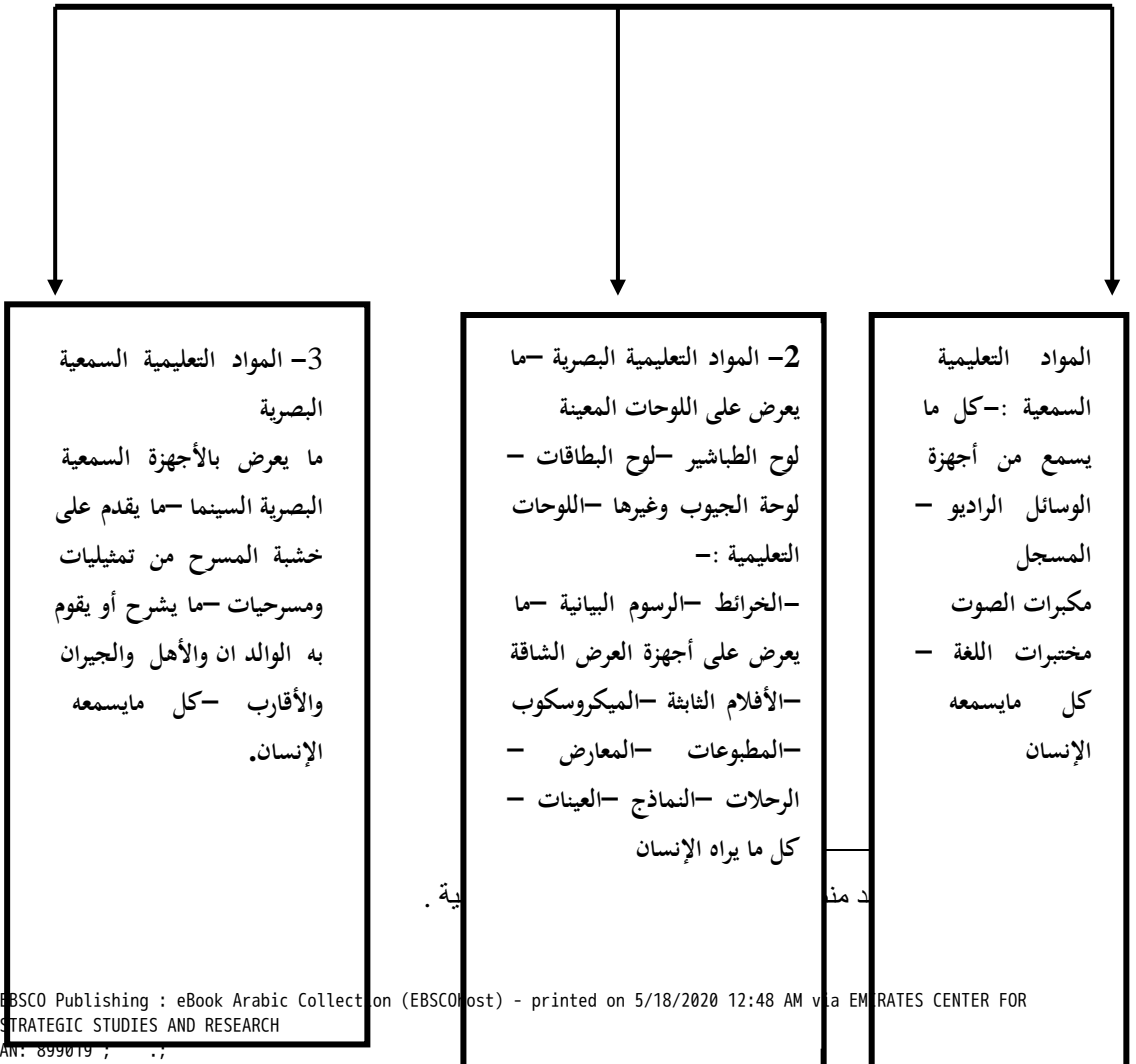 المواد التعليمية
السمعية :–كل ما
يسمع من أجهزة
الوسائل الراديو –
المسجل
مكبرات الصوت
مختبرات اللغة –
كل مايسمعه
الإنسان
2– المواد التعليمية البصرية –ما
يعرض على اللوحات المعينة
لوح الطباشير –لوح البطاقات –
لوحة الجيوب وغيرها –اللوحات
التعليمية :–
–الخرائط –الرسوم البيانية –ما
يعرض على أجهزة العرض الشاقة
–الأفلام الثابثة –الميكروسكوب
–المطبوعات –المعارض –
الرحلات –النماذج –العينات –
كل ما يراه الإنسان
3– المواد التعليمية السمعية
البصرية
ما يعرض بالأجهزة السمعية
البصرية السينما –ما يقدم على
خشبة المسرح من تمثيليات
ومسرحيات –ما يشرح أو يقوم
به الوالد ان والأهل والجيران
والأقارب –كل مايسمعه
الإنسان.
EBSCO Publishing : eBook Arabic Collection (EBSCOhost) - printed on 5/18/2020 12:48 AM via EMIRATES CENTER FOR
STRATEGIC STUDIES AND RESEARCH
AN: 899019 ; .;